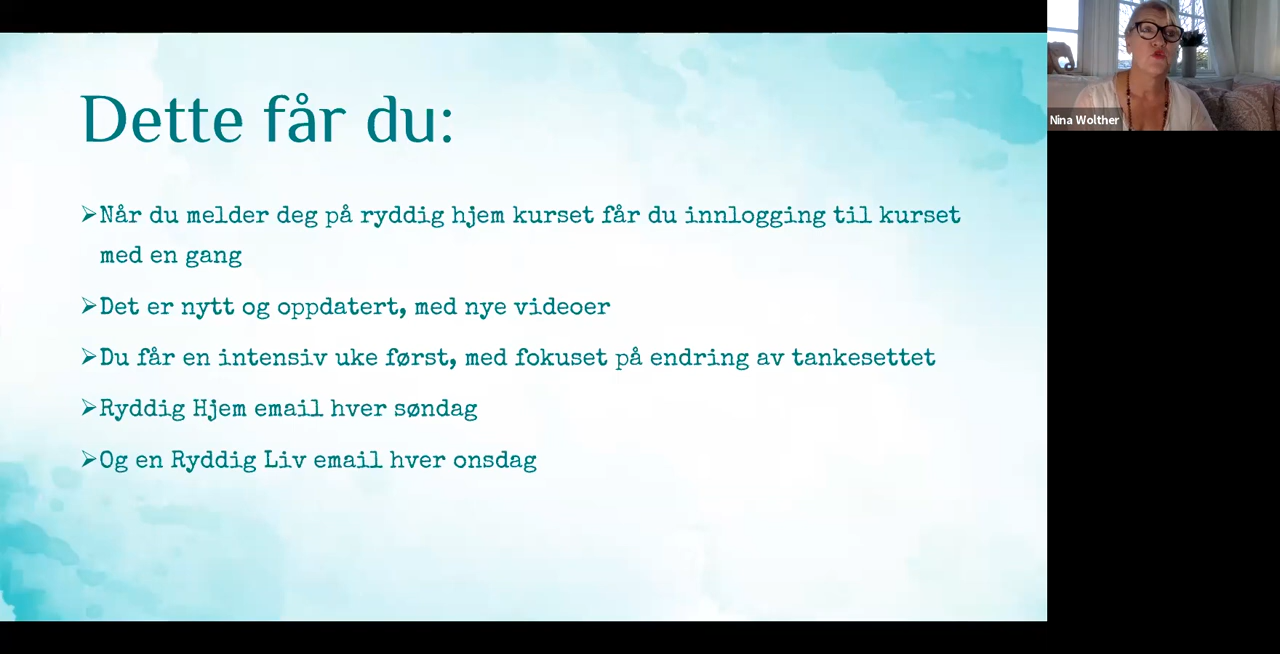 Dette får du:
➢Når du melder deg på ryddig hjem kurset får du innlogging til kurset
med en gang
➢Det er nytt og oppdatert, med nye videoer
➢Du får en intensiv uke først, med fokuset på endring av tankesettet
➢Ryddig Hjem email hver søndag
➢Og en Ryddig Liv email hver onsdag
Nina Wolther